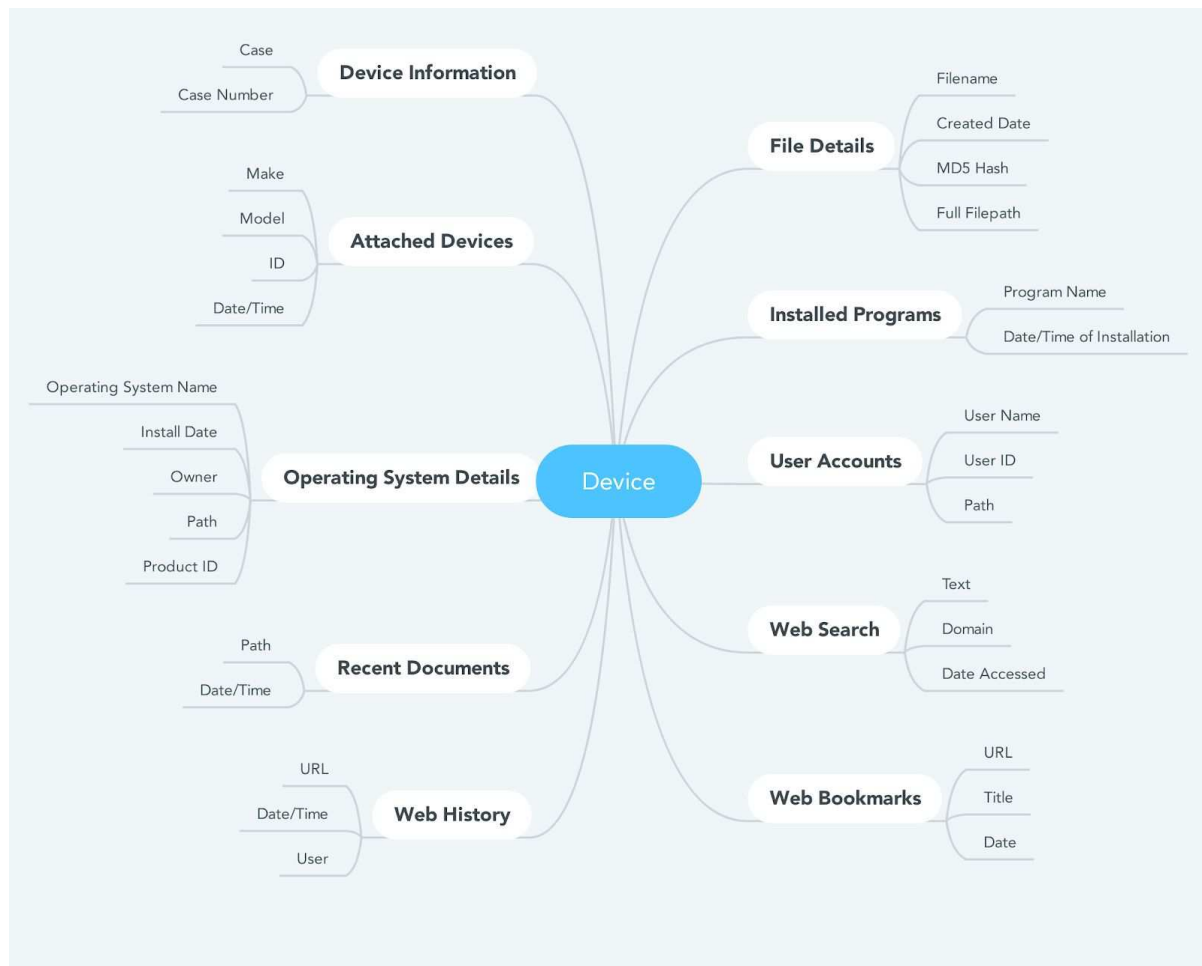 Device
Device Information
Case
Case Number
Attached Devices
Make
Model
ID
Date/Time
Operating System Details
Operating System Name
Install Date
Owner
Path
Product ID
Recent Documents
Path
Date/Time
Web History
URL
Date/Time
User
File Details
Filename
Created Date
MD5 Hash
Full Filepath
Installed Programs
Program Name
Date/Time of Installation
User Accounts
User Name
User ID
Path
Web Search
Text
Domain
Date Accessed
Web Bookmarks
URL
Title
Date